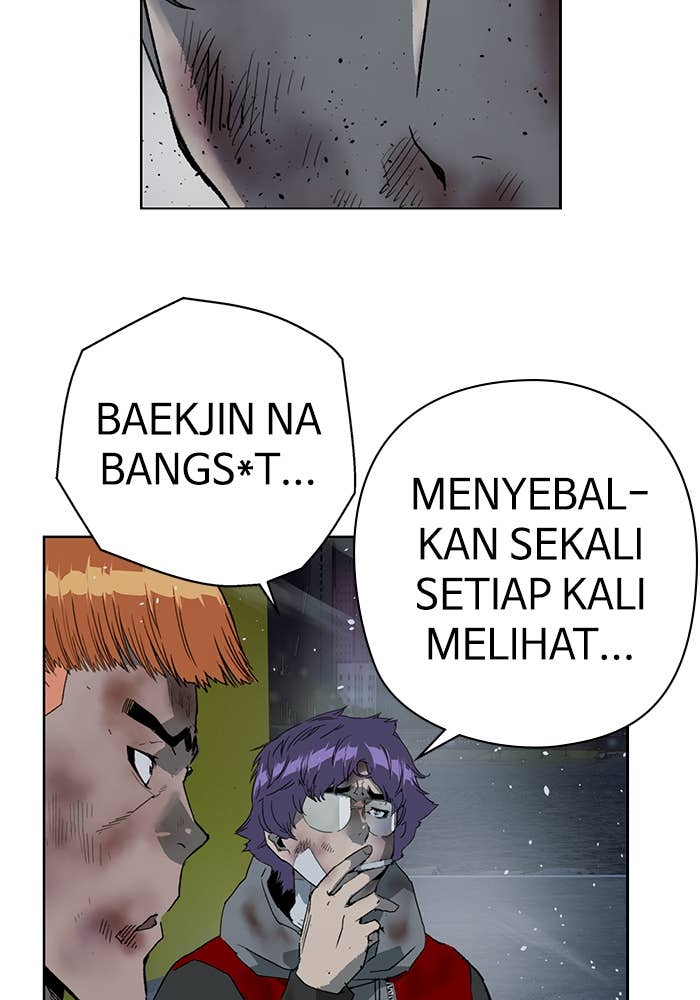 BAEKJIN NA
BANGS*T...
MENYEBAL-
KAN SEKALI
SETIAP KALI
MELIHAT...